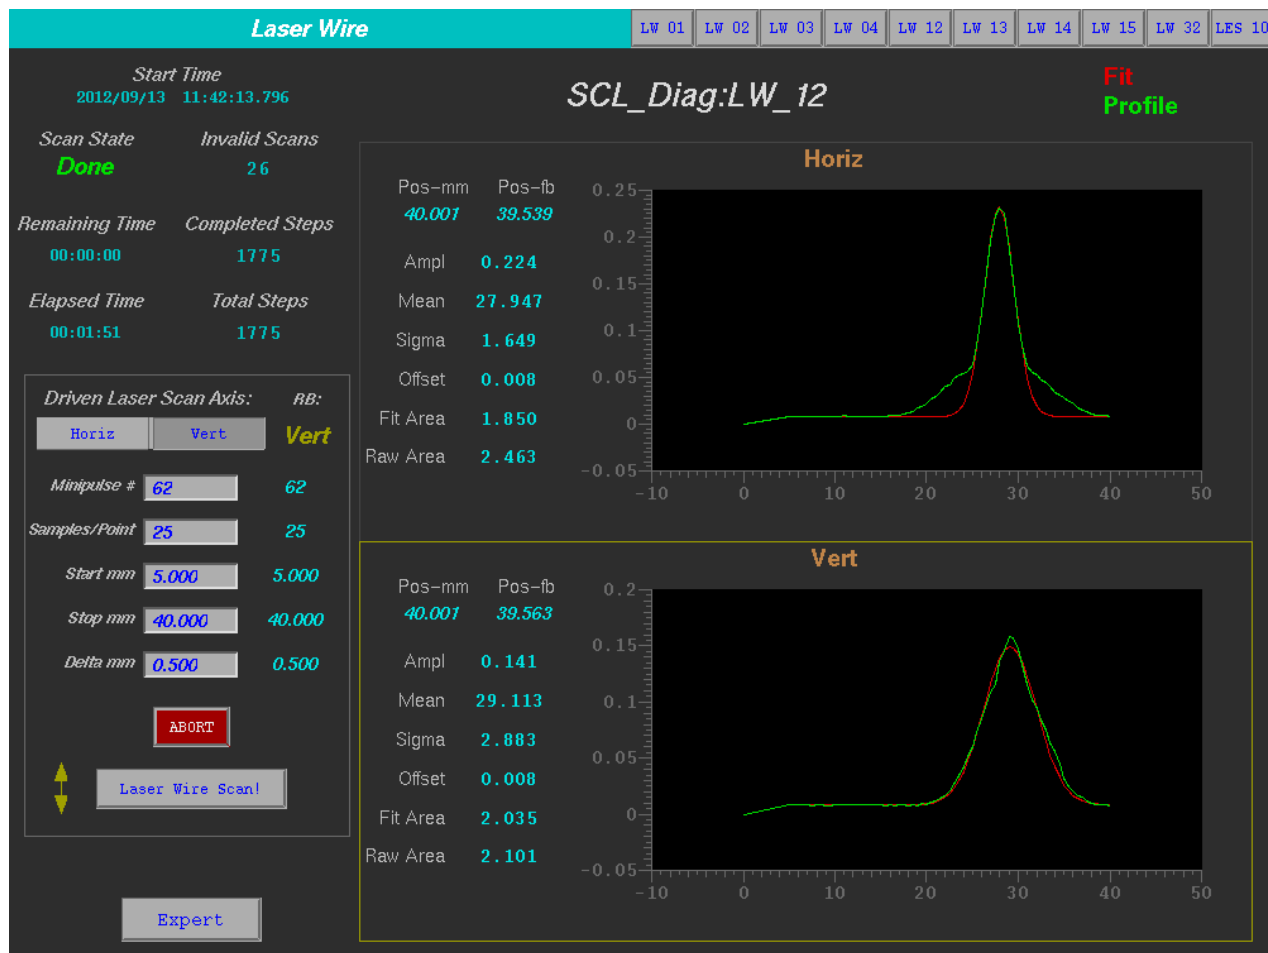 Laser Wire
LW 01 LW 02 LW 03 LW 04 LW 12 LW 13 LW 14 LW 15 LW 32 LES 10
Start Time
2012/09/13 11:42:13.796
Scan State Invalid Scans
Done 26
Remaining Time Completed Steps
00:00:00 1775
Elapsed Time Total Steps
00:01:51 1775
Driven Laser Scan Axis: RB:
Horiz Vert Vert
Minipulse # 62 62
Samples/Point 25 25
Start mm 5.000 5.000
Stop mm 40.000 40.000
Delta mm 0.500 0.500
ABORT
Laser Wire Scan!
Expert
SCL_Diag:LW_12
Fit
Profile
Horiz
Pos-mm Pos-fb
40.001 39.539
Ampl 0.224
Mean 27.947
Sigma 1.649
Offset 0.008
Fit Area 1.850
Raw Area 2.463
0.25
0.2
0.15
0.1
0.05
0
-0.05
-10 0 10 20 30 40 50
Vert
Pos-mm Pos-fb
40.001 39.563
Ampl 0.141
Mean 29.113
Sigma 2.883
Offset 0.008
Fit Area 2.035
Raw Area 2.101
0.2
0.15
0.1
0.05
0
-0.05
-10 0 10 20 30 40 50